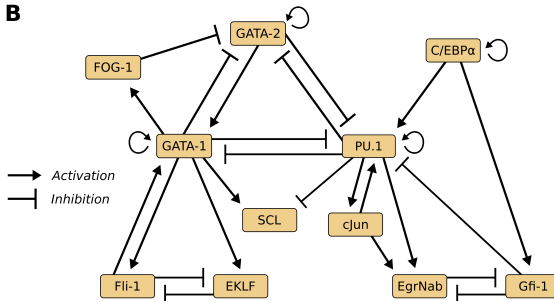 B
GATA-2
C/EBPα
FOG-1
GATA-1
PU.1
Activation
Inhibition
SCL
cJun
Fli-1
EKLF
EgrNab
Gfi-1